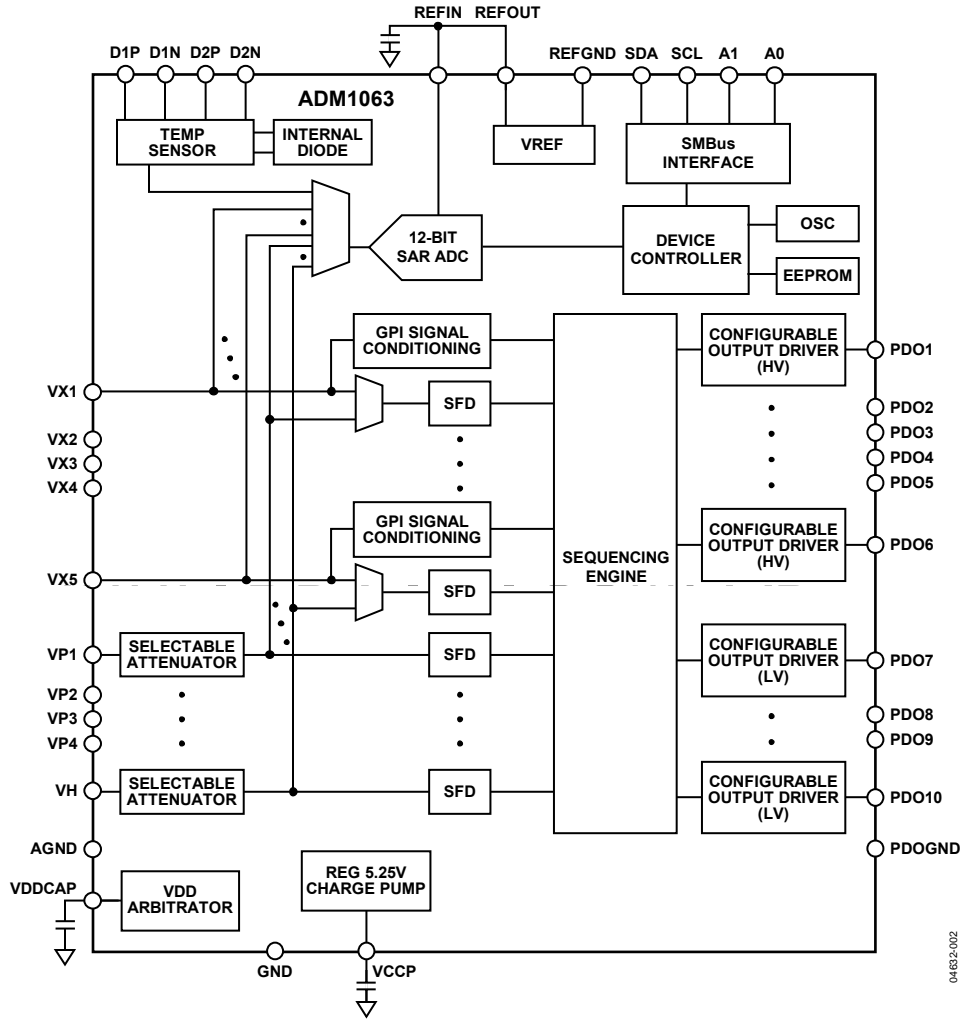 REFIN REFOUT
D1P D1N D2P D2N
REFGND SDA SCL A1 A0
ADM1063
TEMP
SENSOR
INTERNAL
DIODE
VREF
SMBus
INTERFACE
12-BIT
SAR ADC
DEVICE
CONTROLLER
OSC
EEPROM
GPI SIGNAL
CONDITIONING
CONFIGURABLE
OUTPUT DRIVER
(HV)
PDO1
VX1
SFD
PDO2
VX2
PDO3
VX3
PDO4
VX4
PDO5
GPI SIGNAL
CONDITIONING
CONFIGURABLE
OUTPUT DRIVER
(HV)
PDO6
SEQUENCING
ENGINE
VX5
SFD
VP1
SELECTABLE
ATTENUATOR
SFD
CONFIGURABLE
OUTPUT DRIVER
(LV)
PDO7
VP2
VP3
VP4
PDO8
PDO9
VH
SELECTABLE
ATTENUATOR
SFD
CONFIGURABLE
OUTPUT DRIVER
(LV)
PDO10
AGND
PDOGND
VDDCAP
VDD
ARBITRATOR
REG 5.25V
CHARGE PUMP
GND
VCCP
04632-002